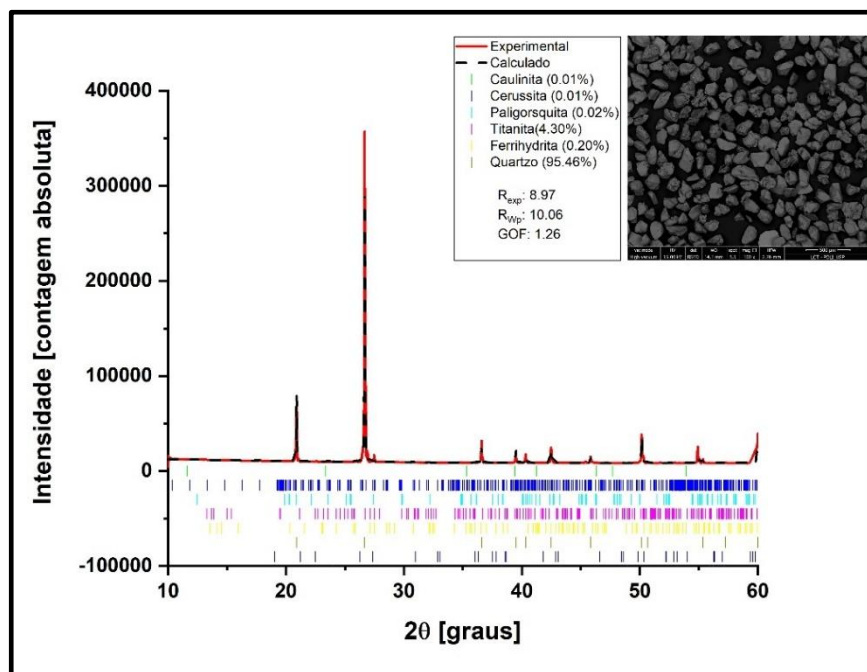 Experimental
Calculado
Caulinita (0.01%)
Cerussita (0.01%)
Paligorsquita (0.02%)
Titanita(4.30%)
Ferrihydrita (0.20%)
Quartzo (95.46%)
Rexp: 8.97
RWp: 10.06
GOF: 1.26
400000
300000
200000
100000
0
-100000
Intensidade [contagem absoluta]
10 20 30 40 50 60
2θ [graus]